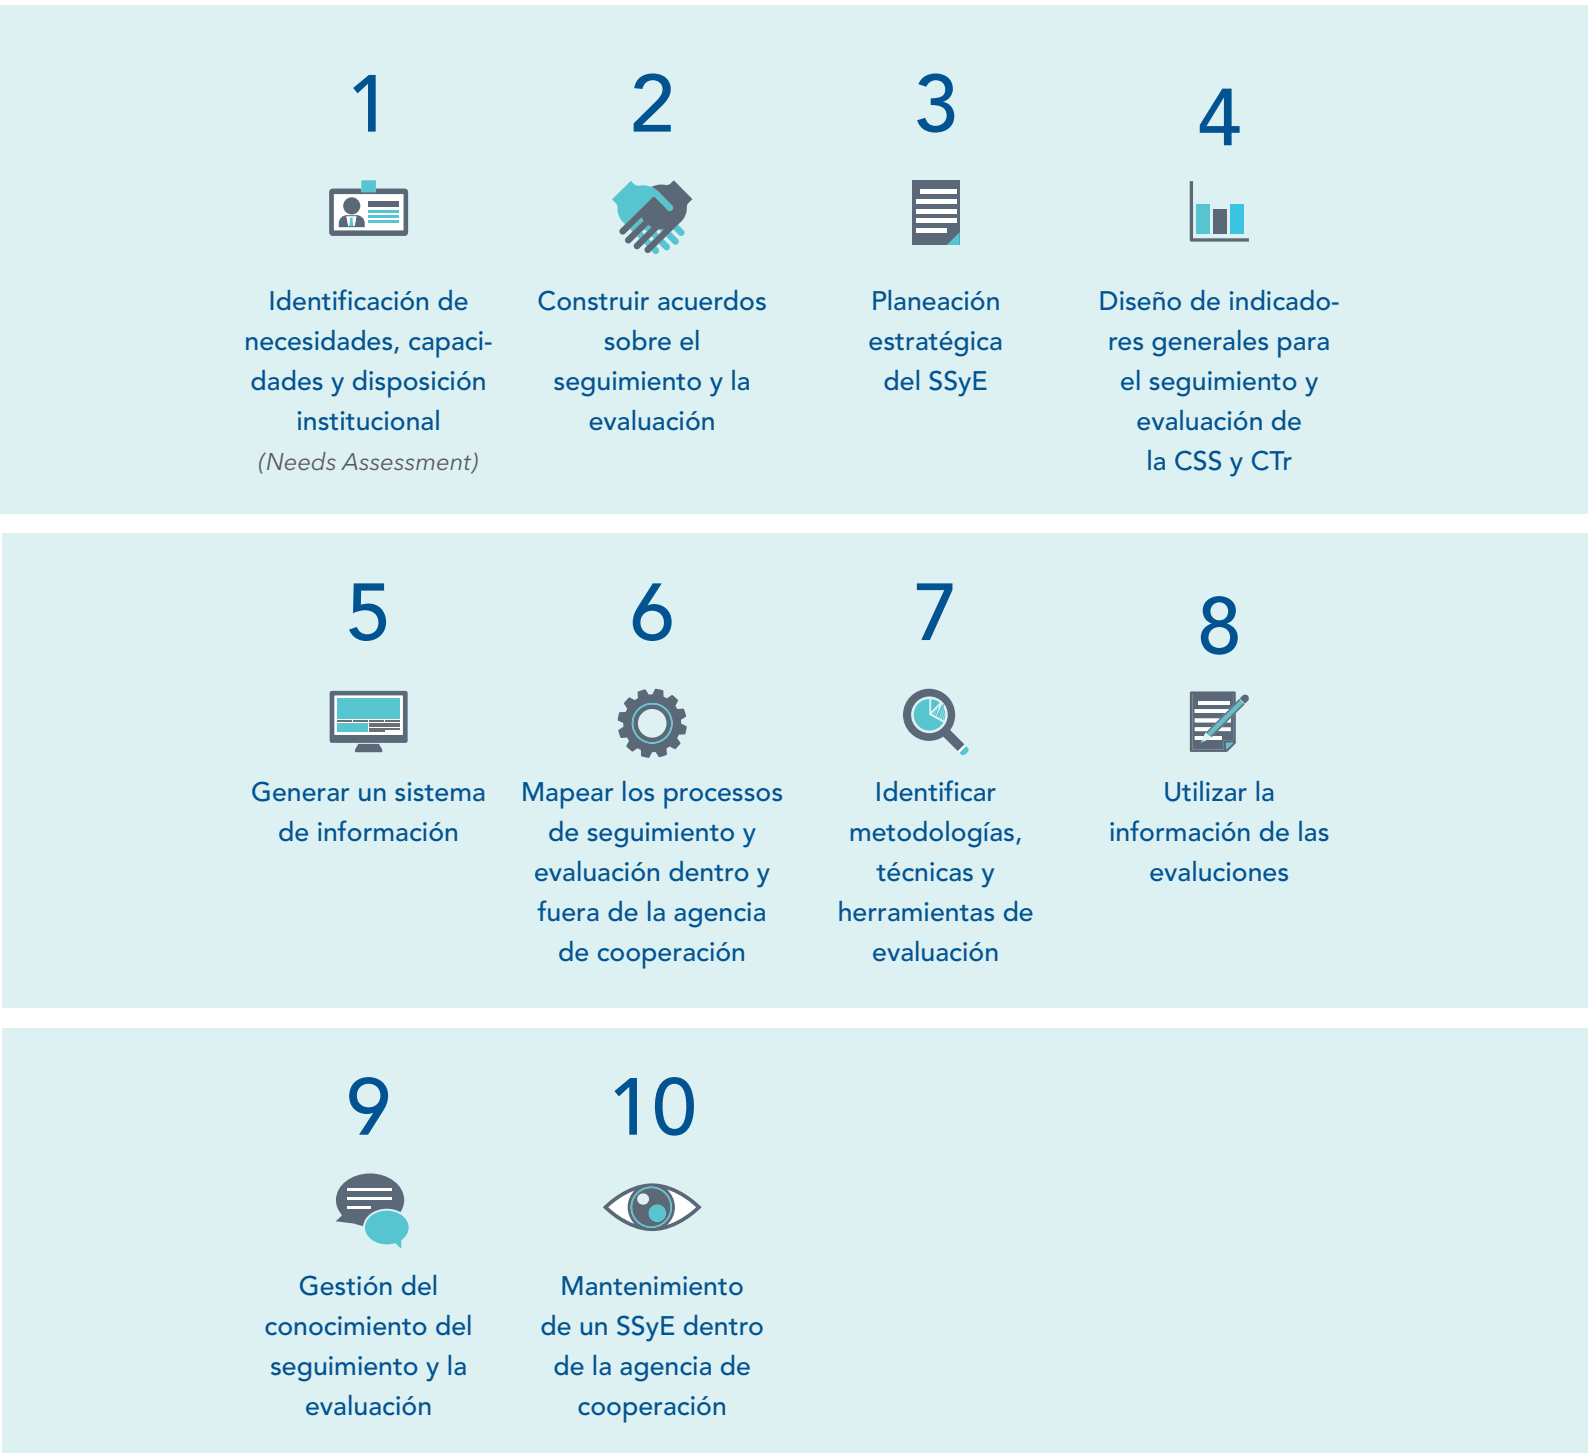 1
Identificación de
necesidades, capaci-
dades y disposición
institucional
(Needs Assessment)
2
Construir acuerdos
sobre el
seguimiento y la
evaluación
3
Planeación
estratégica
del SSyE
4
Diseño de indicado-
res generales para
el seguimiento y
evaluación de
la CSS y CTr
5
Generar un sistema
de información
6
Mapear los processos
de seguimiento y
evaluación dentro y
fuera de la agencia
de cooperación
7
Identificar
metodologías,
técnicas y
herramientas de
evaluación
8
Utilizar la
información de las
evaluciones
9
Gestión del
conocimiento del
seguimiento y la
evaluación
10
Mantenimiento
de un SSyE dentro
de la agencia de
cooperación